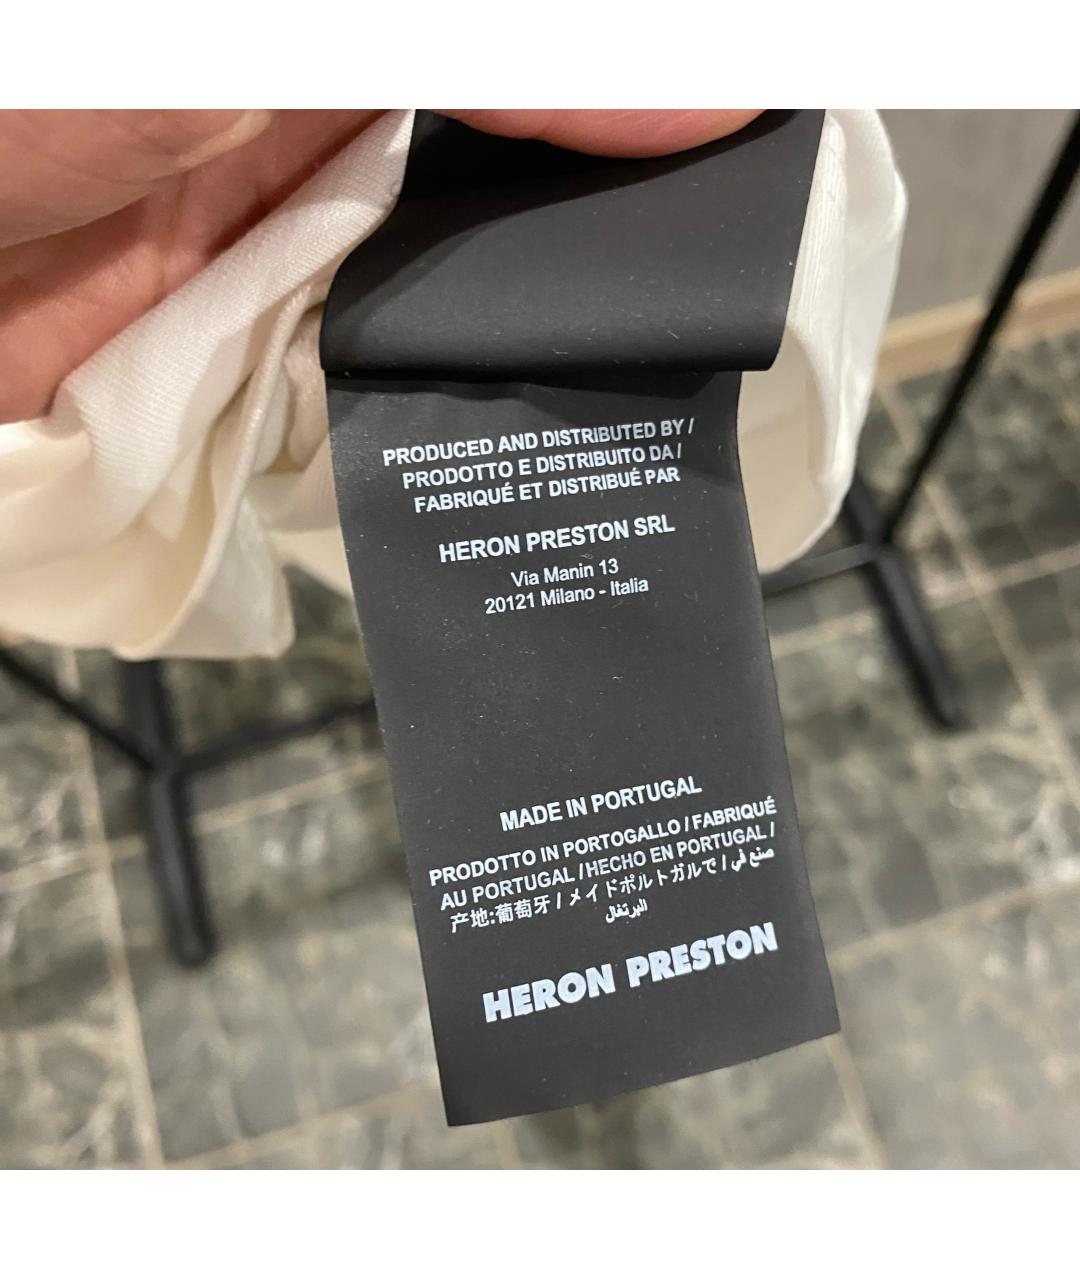 PRODUCED AND DISTRIBUTED BY /
PRODOTTO E DISTRIBUITO DA /
FABRIQUÉ ET DISTRIBUÉ PAR
HERON PRESTON SRL
Via Manin 13
20121 Milano - Italia
MADE IN PORTUGAL
PRODOTTO IN PORTOGALLO / FABRIQUÉ
AU PORTUGAL / HECHO EN PORTUGAL /
产地:葡萄牙 / メイドポルトガルで / صنع في
البرتغال
HERON PRESTON